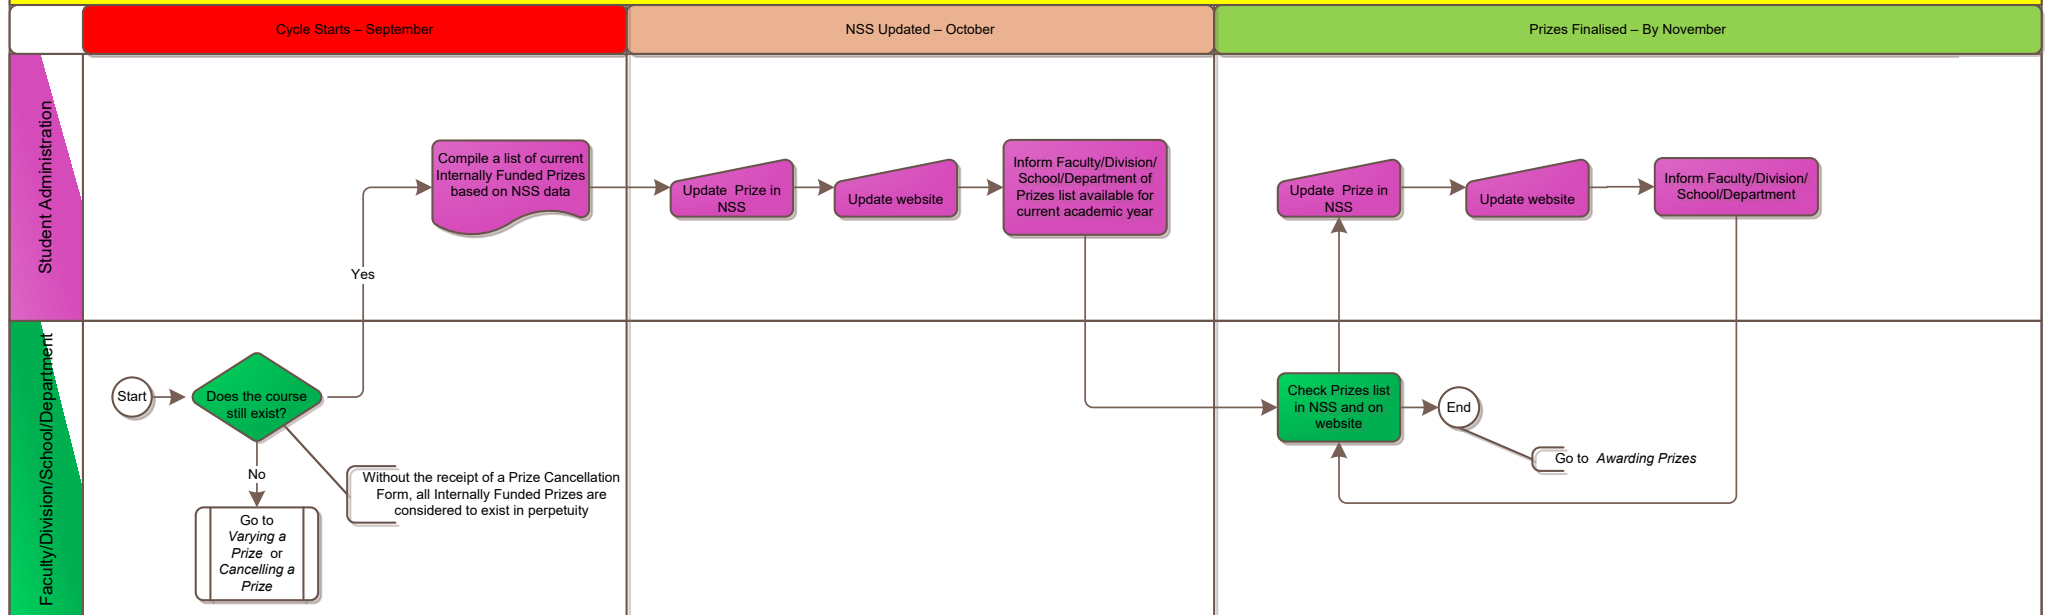 Cycle Starts – September
NSS Updated – October
Prizes Finalised – By November
Student Administration
Compile a list of current
Internally Funded Prizes
based on NSS data
Update Prize in
NSS
Update website
Inform Faculty/Division/
School/Department of
Prizes list available for
current academic year
Update Prize in
NSS
Update website
Inform Faculty/Division/
School/Department
Yes
Faculty/Division/School/Department
Start
Does the course
still exist?
No
Go to
Varying a
Prize or
Cancelling a
Prize
Without the receipt of a Prize Cancellation
Form, all Internally Funded Prizes are
considered to exist in perpetuity
Check Prizes list
in NSS and on
website
End
Go to Awarding Prizes